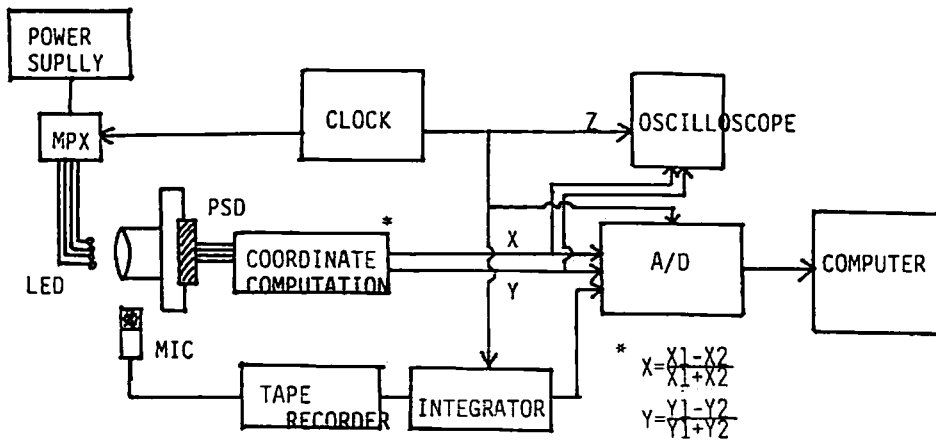 POWER
SUPLLY
MPX
CLOCK
Z
OSCILLOSCOPE
LED
PSD
*
COORDINATE
COMPUTATION
X
Y
A/D
COMPUTER
MIC
TAPE
RECORDER
INTEGRATOR
* X=X1-X2
X1+X2
Y=Y1-Y2
Y1+Y2